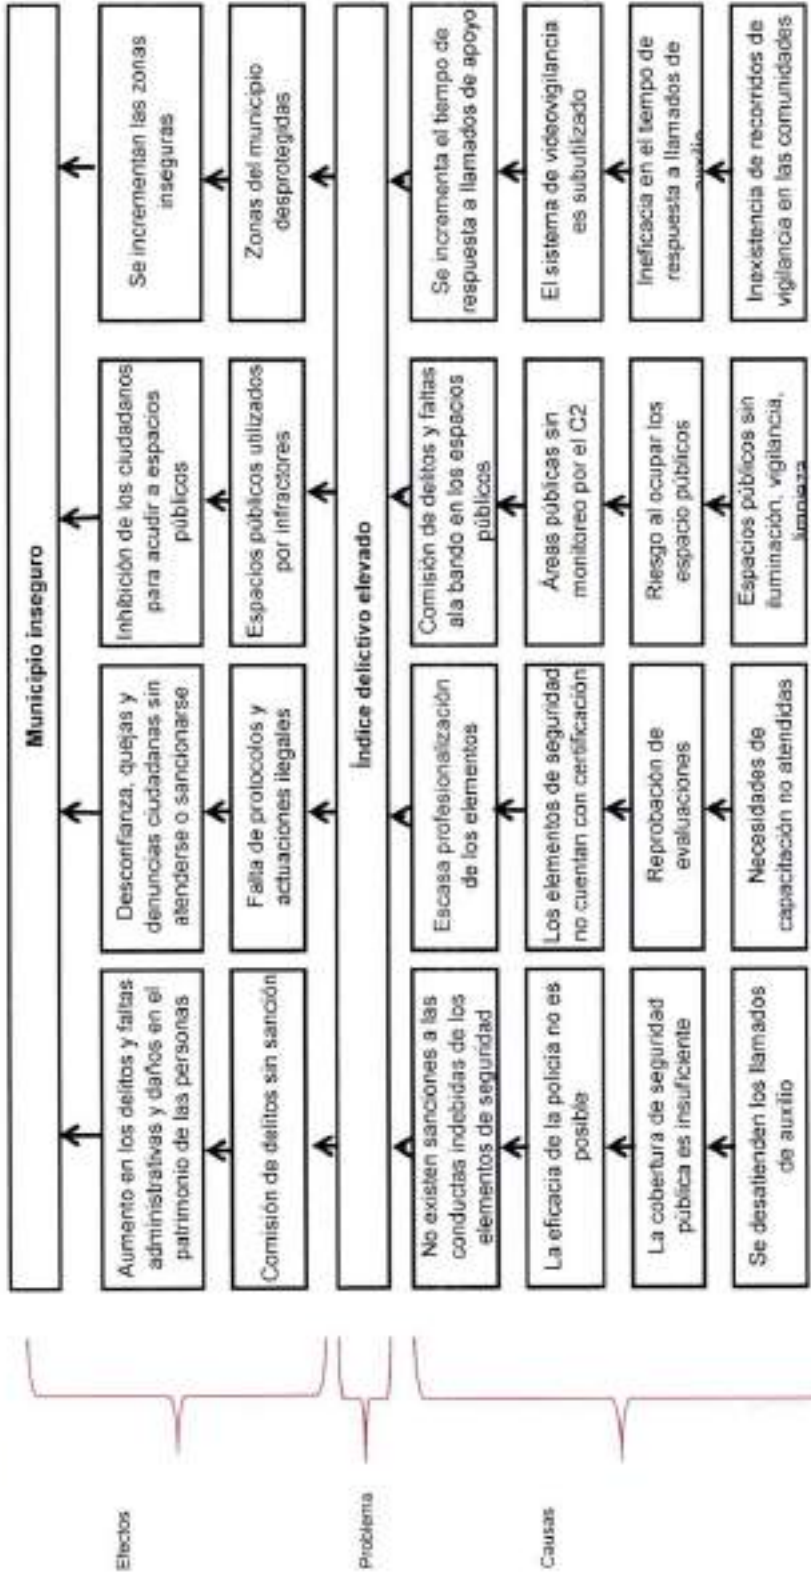 Efectos
Municipio inseguro
Aumento en los delitos y faltas
administrativas y daños en el
patrimonio de las personas
Desconfianza, quejas y
denuncias ciudadanas sin
atenderse o sancionarse
Inhibición de los ciudadanos
para acudir a espacios
públicos
Se incrementan las zonas
inseguras
Comisión de delitos sin sanción
Falta de protocolos y
actuaciones ilegales
Espacios públicos utilizados
por infractores
Zonas del municipio
desprotegidas
Problema
Índice delictivo elevado
Causas
No existen sanciones a las
conductas indebidas de los
elementos de seguridad
Escasa profesionalización
de los elementos
Comisión de delitos y faltas
ala bando en los espacios
públicos
Se incrementa el tiempo de
respuesta a llamados de apoyo
La eficacia de la policía no es
posible
Los elementos de seguridad
no cuentan con certificación
Áreas públicas sin
monitoreo por el C2
El sistema de videovigilancia
es subutilizado
La cobertura de seguridad
pública es insuficiente
Reprobación de
evaluaciones
Riesgo al ocupar los
espacio públicos
Ineficacia en el tiempo de
respuesta a llamados de
auxilio
Se desatienden los llamados
de auxilio
Necesidades de
capacitación no atendidas
Espacios públicos sin
iluminación, vigilancia,
limpieza
Inexistencia de recorridos de
vigilancia en las comunidades